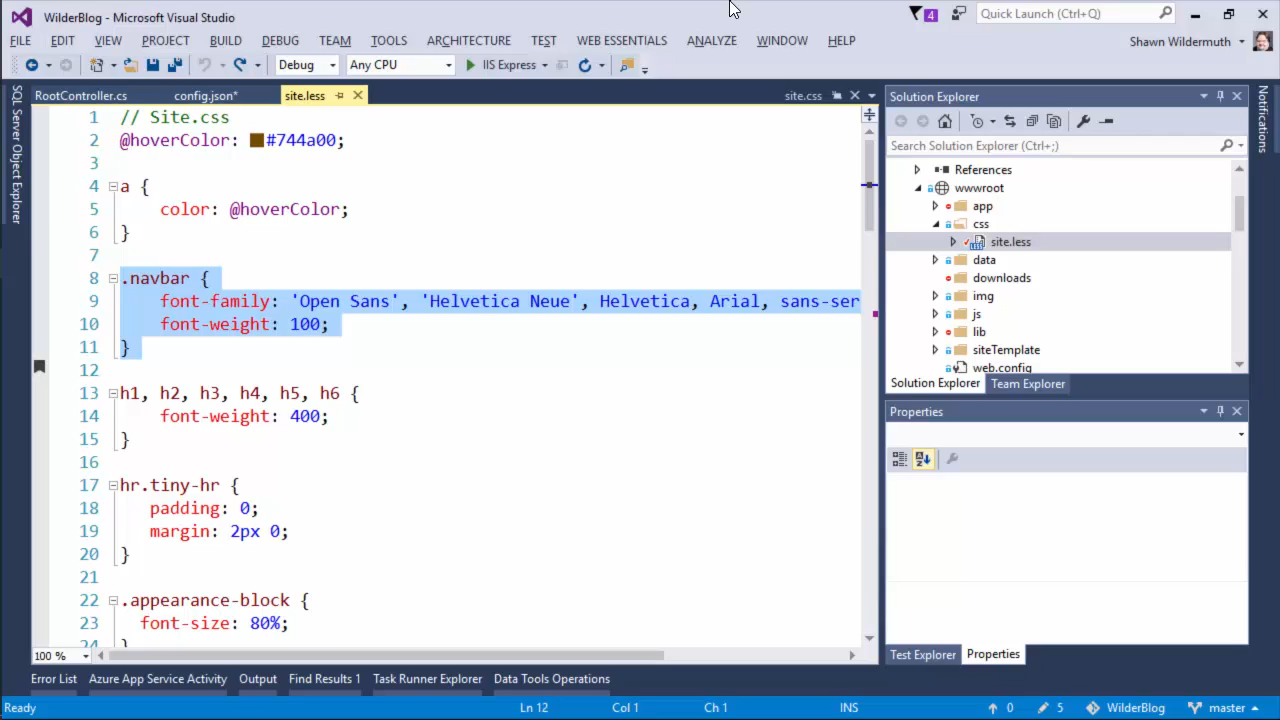 WilderBlog - Microsoft Visual Studio
4
Quick Launch (Ctrl+Q)
FILE EDIT VIEW PROJECT BUILD DEBUG TEAM TOOLS ARCHITECTURE TEST WEB ESSENTIALS ANALYZE WINDOW HELP
Shawn Wildermuth
Debug Any CPU IIS Express
SQL Server Object Explorer
RootController.cs config.json* site.less site.css
1 // Site.css
2 @hoverColor: #744a00;
3
4 a {
5 color: @hoverColor;
6 }
7
8 .navbar {
9 font-family: 'Open Sans', 'Helvetica Neue', Helvetica, Arial, sans-ser
10 font-weight: 100;
11 }
12
13 h1, h2, h3, h4, h5, h6 {
14 font-weight: 400;
15 }
16
17 hr.tiny-hr {
18 padding: 0;
19 margin: 2px 0;
20 }
21
22 .appearance-block {
23 font-size: 80%;
24 }
100 %
Solution Explorer
Search Solution Explorer (Ctrl+;)
References
wwwroot
app
css
site.less
data
downloads
img
js
lib
siteTemplate
web.config
Solution Explorer Team Explorer
Properties
Test Explorer Properties
Notifications
Error List Azure App Service Activity Output Find Results 1 Task Runner Explorer Data Tools Operations
Ready Ln 12 Col 1 Ch 1 INS 0 5 WilderBlog master